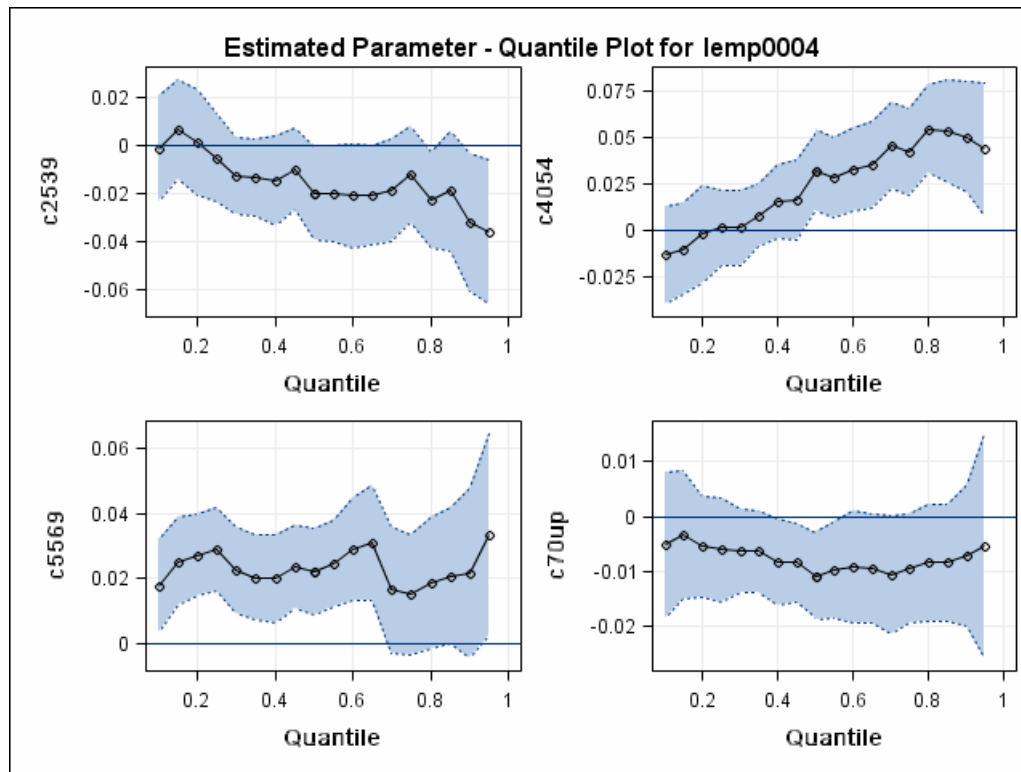 Estimated Parameter - Quantile Plot for lemp0004
c2539
0.02
0
-0.02
-0.04
-0.06
0.2 0.4 0.6 0.8 1
Quantile
c4054
0.075
0.05
0.025
0
-0.025
0.2 0.4 0.6 0.8 1
Quantile
c5569
0.06
0.04
0.02
0
0.2 0.4 0.6 0.8 1
Quantile
c70up
0.01
0
-0.01
-0.02
0.2 0.4 0.6 0.8 1
Quantile